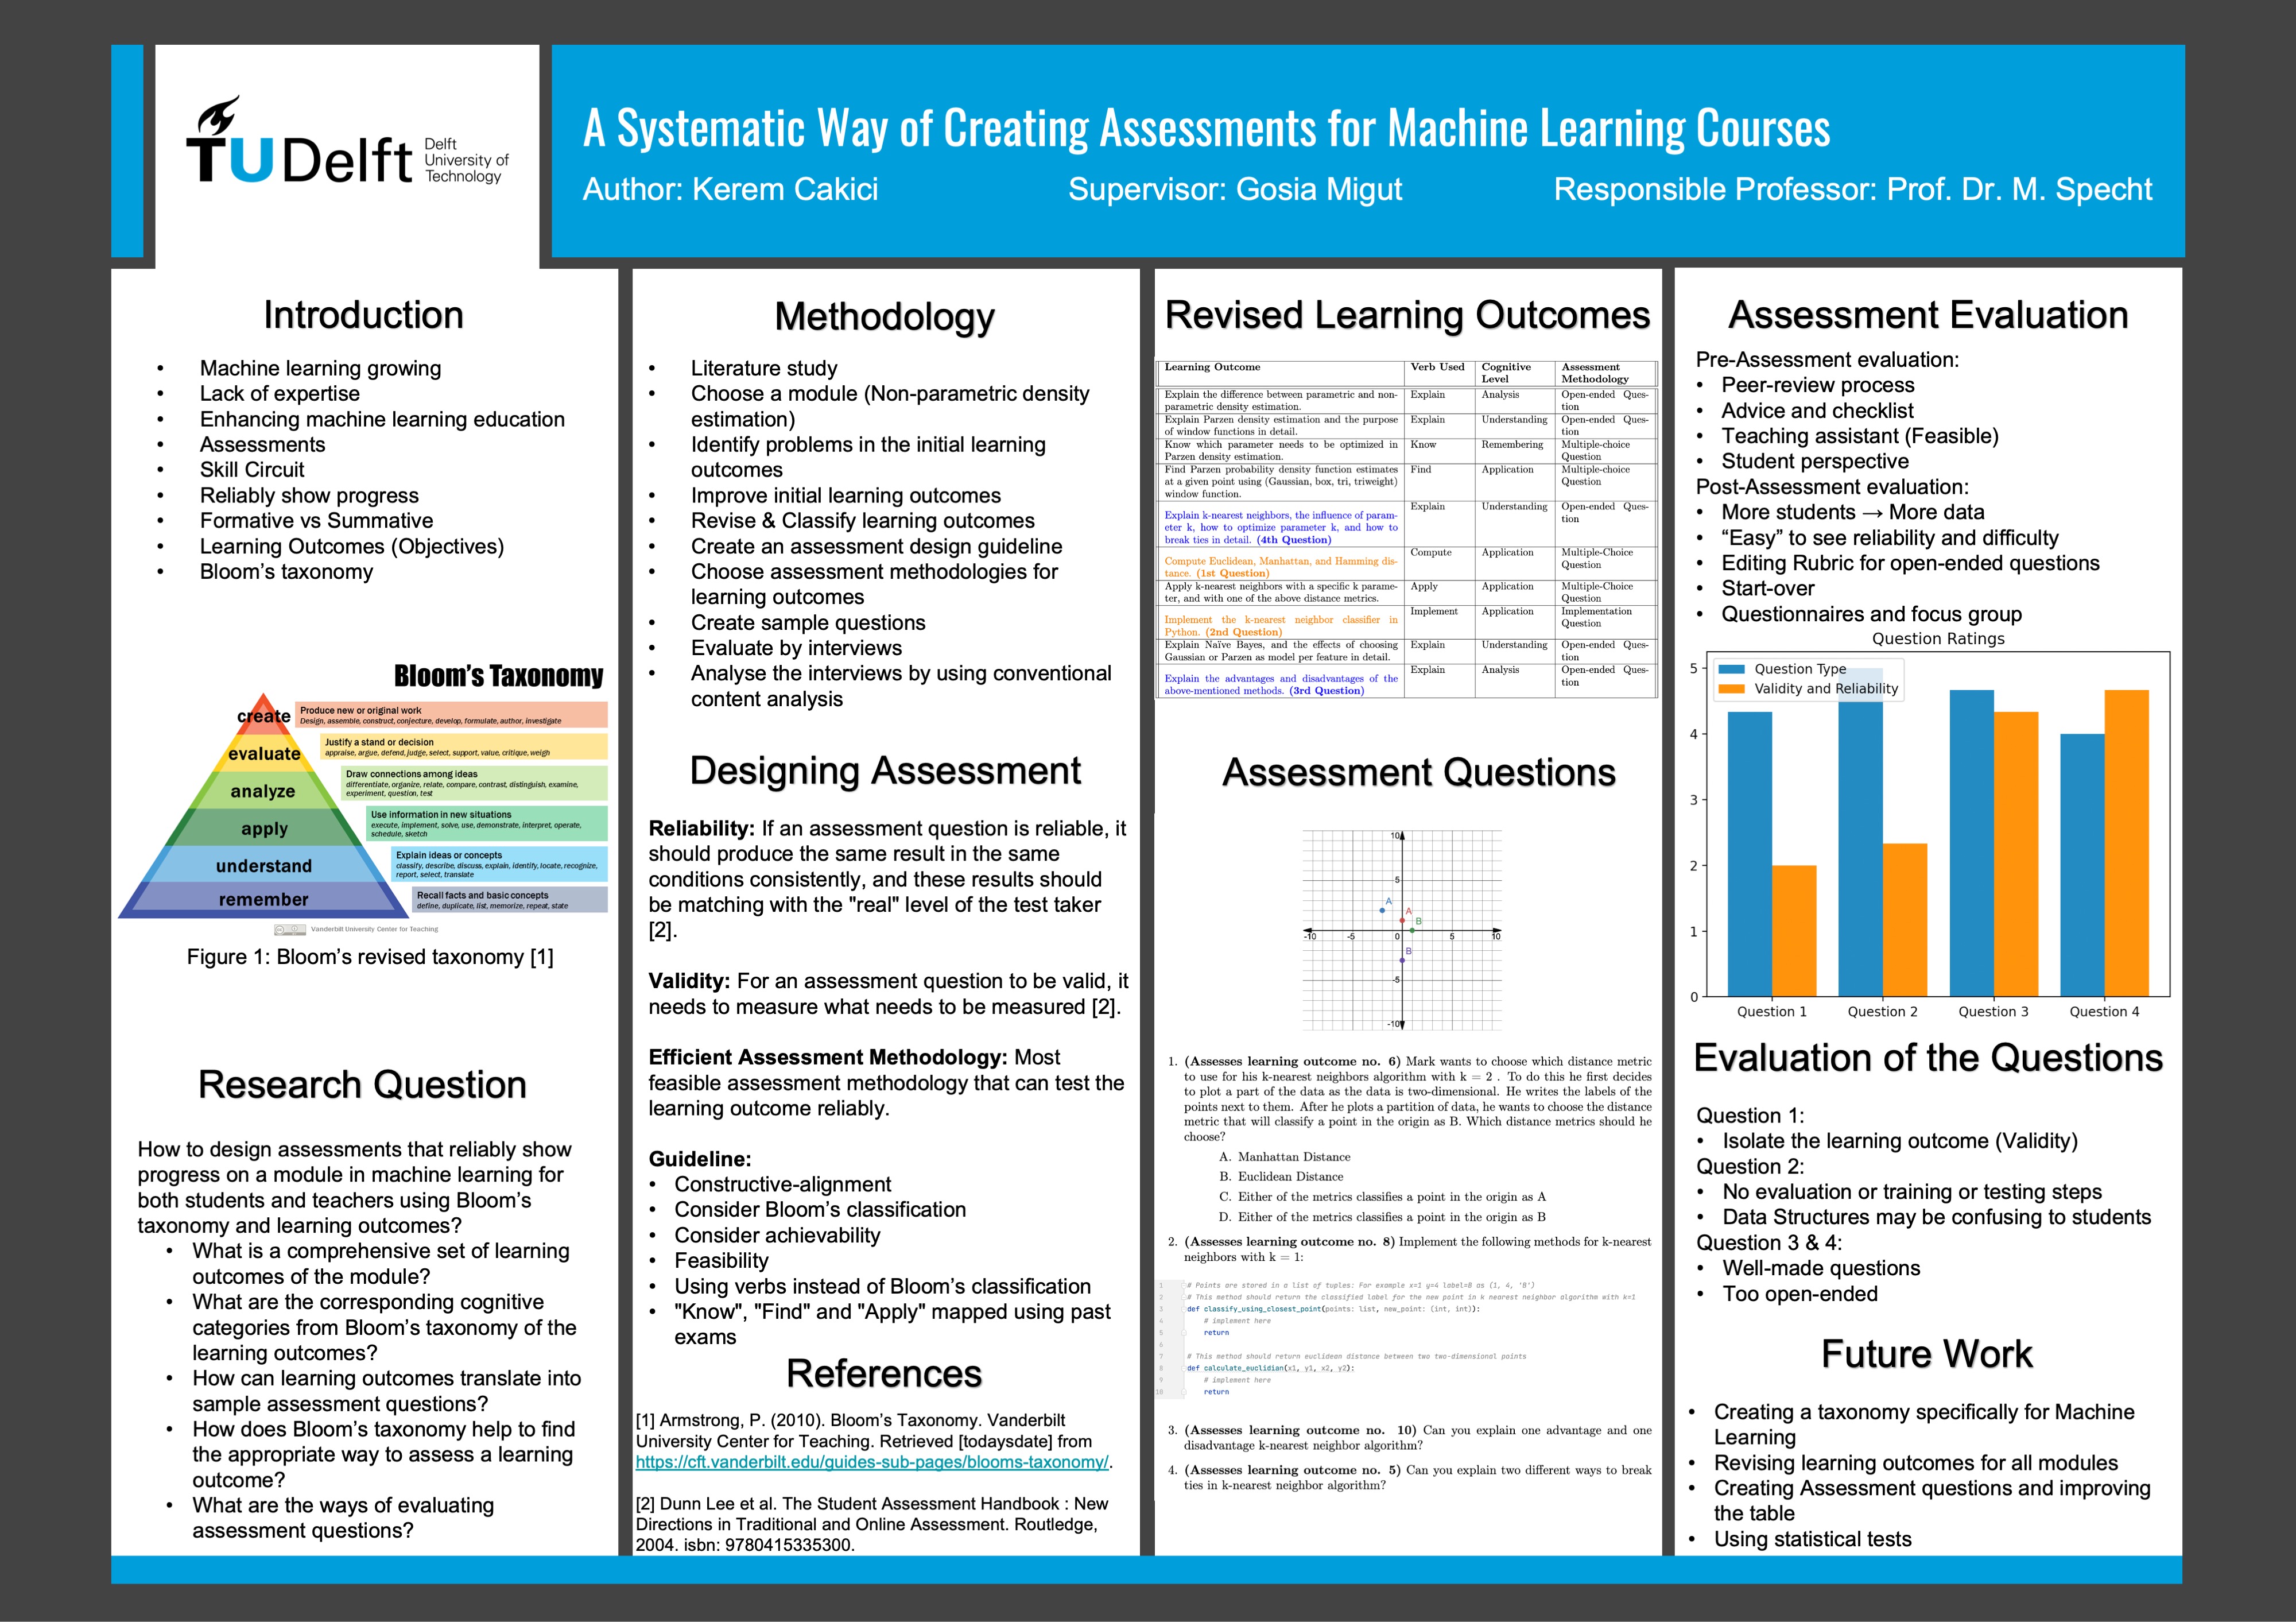 TU Delft
Delft
University of
Technology
A Systematic Way of Creating Assessments for Machine Learning Courses
Author: Kerem Cakici
Supervisor: Gosia Migut
Responsible Professor: Prof. Dr. M. Specht
Introduction
• Machine learning growing
• Lack of expertise
• Enhancing machine learning education
• Assessments
• Skill Circuit
• Reliably show progress
• Formative vs Summative
• Learning Outcomes (Objectives)
• Bloom's taxonomy
Bloom's Taxonomy
create
Produce new or original work
Design, assemble, construct, conjecture, develop, formulate, author, investigate
evaluate
Justify a stand or decision
appraise, argue, defend, judge, select, support, value, critique, weigh
analyze
Draw connections among ideas
differentiate, organize, relate, compare, contrast, distinguish, examine,
experiment, question, test
apply
Use information in new situations
execute, implement, solve, use, demonstrate, interpret, operate,
schedule, sketch
understand
Explain ideas or concepts
classify, describe, discuss, explain, identify, locate, recognize,
report, select, translate
remember
Recall facts and basic concepts
define, duplicate, list, memorize, repeat, state
Vanderbilt University Center for Teaching
Figure 1: Bloom's revised taxonomy [1]
Research Question
How to design assessments that reliably show
progress on a module in machine learning for
both students and teachers using Bloom's
taxonomy and learning outcomes?
• What is a comprehensive set of learning
outcomes of the module?
• What are the corresponding cognitive
categories from Bloom's taxonomy of the
learning outcomes?
• How can learning outcomes translate into
sample assessment questions?
• How does Bloom's taxonomy help to find
the appropriate way to assess a learning
outcome?
• What are the ways of evaluating
assessment questions?
Methodology
• Literature study
• Choose a module (Non-parametric density
estimation)
• Identify problems in the initial learning
outcomes
• Improve initial learning outcomes
• Revise & Classify learning outcomes
• Create an assessment design guideline
• Choose assessment methodologies for
learning outcomes
• Create sample questions
• Evaluate by interviews
• Analyse the interviews by using conventional
content analysis
Designing Assessment
Reliability: If an assessment question is reliable, it
should produce the same result in the same
conditions consistently, and these results should
be matching with the "real" level of the test taker
[2].
Validity: For an assessment question to be valid, it
needs to measure what needs to be measured [2].
Efficient Assessment Methodology: Most
feasible assessment methodology that can test the
learning outcome reliably.
Guideline:
• Constructive-alignment
• Consider Bloom's classification
• Consider achievability
• Feasibility
• Using verbs instead of Bloom's classification
• "Know", "Find" and "Apply" mapped using past
exams
References
[1] Armstrong, P. (2010). Bloom's Taxonomy. Vanderbilt
University Center for Teaching. Retrieved [todaysdate] from
https://cft.vanderbilt.edu/guides-sub-pages/blooms-taxonomy/.
[2] Dunn Lee et al. The Student Assessment Handbook : New
Directions in Traditional and Online Assessment. Routledge,
2004. isbn: 9780415335300.
Revised Learning Outcomes
Learning Outcome Verb Used Cognitive Assessment
Level Methodology
Explain the difference between parametric and non- Explain Analysis Open-ended Ques-
parametric density estimation. tion
Explain Parzen density estimation and the purpose Explain Understanding Open-ended Ques-
of window functions in detail. tion
Know which parameter needs to be optimized in Know Remembering Multiple-choice
Parzen density estimation. Question
Find Parzen probability density function estimates Find Application Multiple-choice
at a given point using (Gaussian, box, tri, triweight) Question
window function.
Explain k-nearest neighbors, the influence of param- Explain Understanding Open-ended Ques-
eter k, how to optimize parameter k, and how to tion
break ties in detail. (4th Question)
Compute Euclidean, Manhattan, and Hamming dis- Compute Application Multiple-Choice
tance. (1st Question) Question
Apply k-nearest neighbors with a specific k parame- Apply Application Multiple-Choice
ter, and with one of the above distance metrics. Question
Implement the k-nearest neighbor classifier in Implement Application Implementation
Python. (2nd Question) Question
Explain Naïve Bayes, and the effects of choosing Explain Understanding Open-ended Ques-
Gaussian or Parzen as model per feature in detail. tion
Explain the advantages and disadvantages of the Explain Analysis Open-ended Ques-
above-mentioned methods. (3rd Question) tion
Assessment Questions
10
5
A
A
B
-10 -5 0 5 10
B
-5
-10
1. (Assesses learning outcome no. 6) Mark wants to choose which distance metric
to use for his k-nearest neighbors algorithm with k = 2 . To do this he first decides
to plot a part of the data as the data is two-dimensional. He writes the labels of the
points next to them. After he plots a partition of data, he wants to choose the distance
metric that will classify a point in the origin as B. Which distance metrics should he
choose?
A. Manhattan Distance
B. Euclidean Distance
C. Either of the metrics classifies a point in the origin as A
D. Either of the metrics classifies a point in the origin as B
2. (Assesses learning outcome no. 8) Implement the following methods for k-nearest
neighbors with k = 1:
1 # Points are stored in a list of tuples: For example x=1 y=4 label=B as (1, 4, 'B')
2 # This method should return the classified label for the new point in k nearest neighbor algorithm with k=1
3 def classify_using_closest_point(points: list, new_point: (int, int)):
4 # implement here
5 return
6
7 # This method should return euclidean distance between two two-dimensional points
8 def calculate_euclidian(x1, y1, x2, y2):
9 # implement here
10 return
3. (Assesses learning outcome no. 10) Can you explain one advantage and one
disadvantage k-nearest neighbor algorithm?
4. (Assesses learning outcome no. 5) Can you explain two different ways to break
ties in k-nearest neighbor algorithm?
Assessment Evaluation
Pre-Assessment evaluation:
• Peer-review process
• Advice and checklist
• Teaching assistant (Feasible)
• Student perspective
Post-Assessment evaluation:
• More students → More data
• “Easy” to see reliability and difficulty
• Editing Rubric for open-ended questions
• Start-over
• Questionnaires and focus group
Question Ratings
Question Type
Validity and Reliability
5
4
3
2
1
0
Question 1 Question 2 Question 3 Question 4
Evaluation of the Questions
Question 1:
• Isolate the learning outcome (Validity)
Question 2:
• No evaluation or training or testing steps
• Data Structures may be confusing to students
Question 3 & 4:
• Well-made questions
• Too open-ended
Future Work
• Creating a taxonomy specifically for Machine
Learning
• Revising learning outcomes for all modules
• Creating Assessment questions and improving
the table
• Using statistical tests